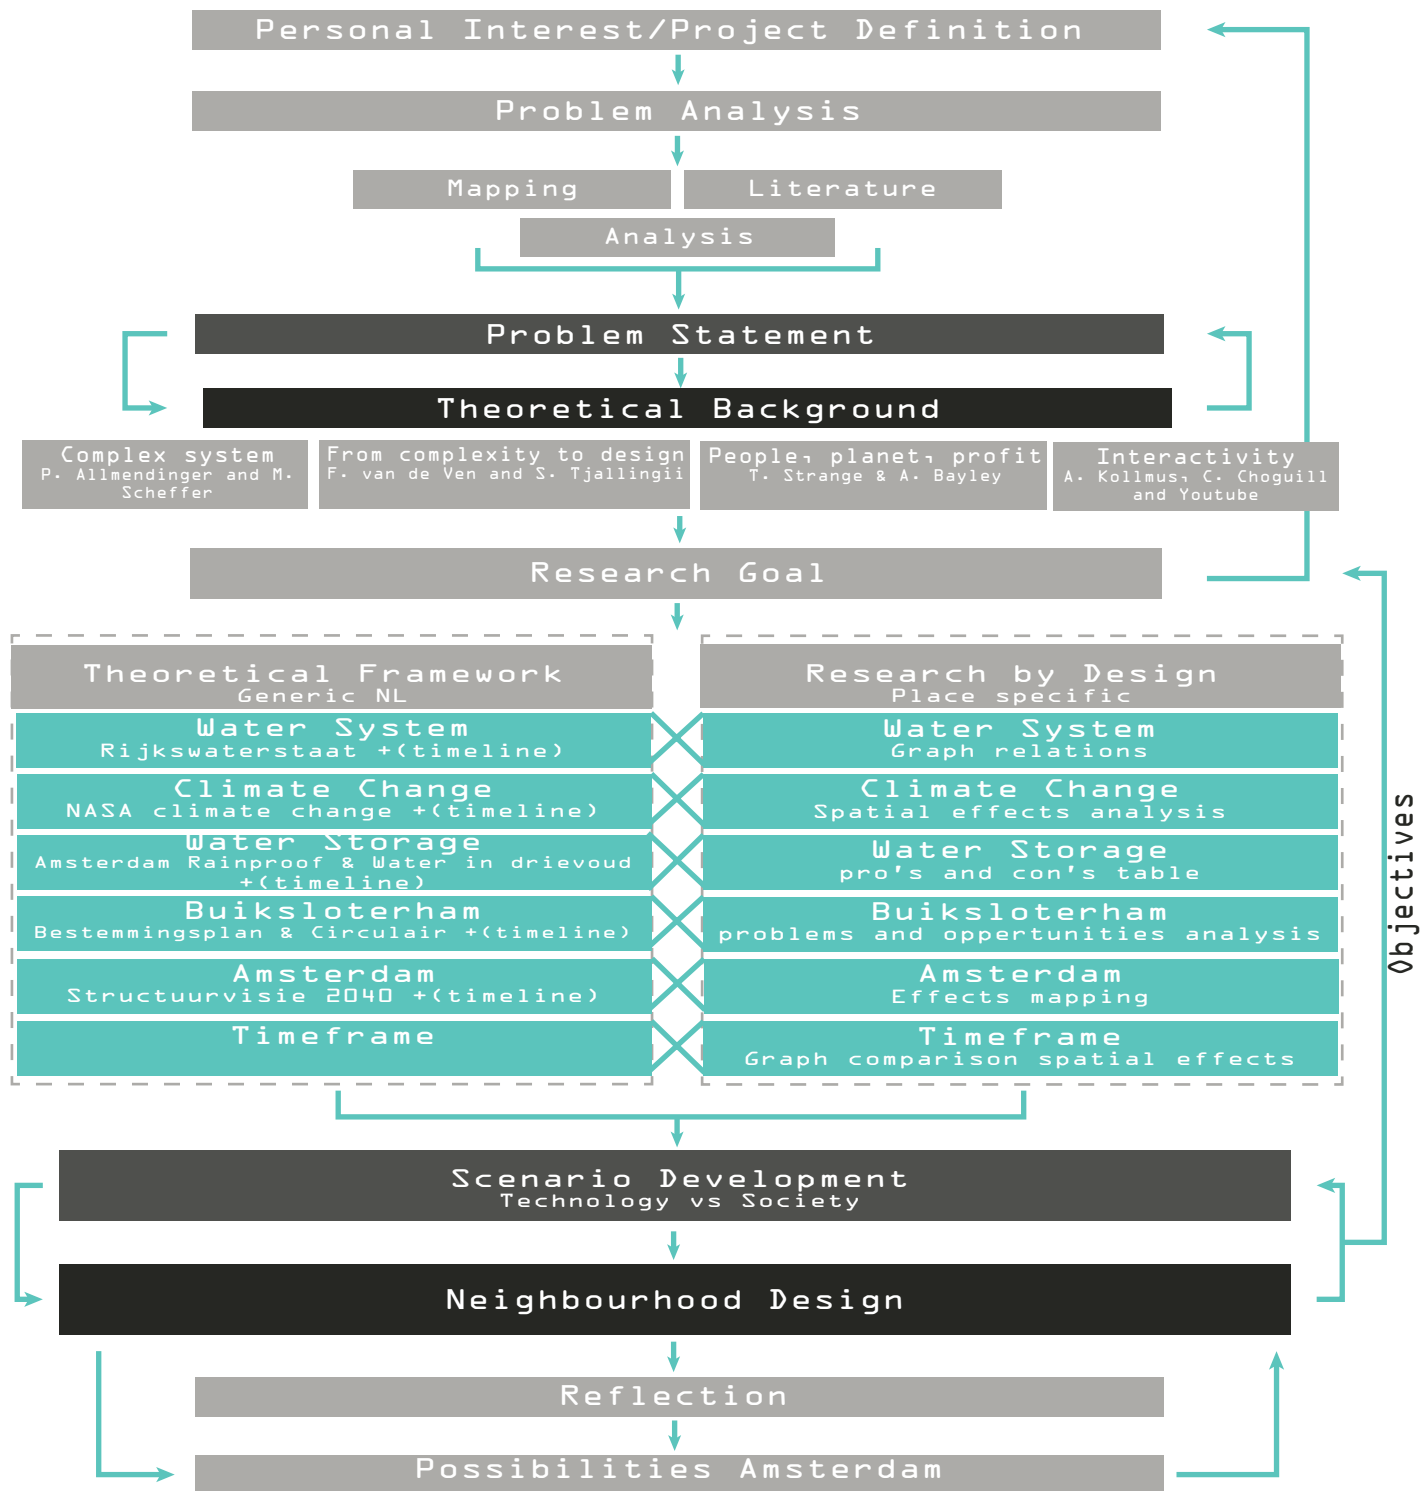 Personal Interest/Project Definition
Problem Analysis
Mapping
Literature
Analysis
Problem Statement
Theoretical Background
Complex system
P. Allmendinger and M.
Scheffer
From complexity to design
F. van de Ven and S. Tjallingii
People, planet, profit
T. Strange & A. Bayley
Interactivity
A. Kollmus, C. Choguill
and Youtube
Research Goal
Theoretical Framework
Generic NL
Water System
Rijkswaterstaat +(timeline)
Climate Change
NASA climate change +(timeline)
Water Storage
Amsterdam Rainproof & Water in drievoud
+(timeline)
Buiksloterham
Bestemmingsplan & Circulair +(timeline)
Amsterdam
Structuurvisie 2040 +(timeline)
Timeframe
Research by Design
Place specific
Water System
Graph relations
Climate Change
Spatial effects analysis
Water Storage
pro's and con's table
Buiksloterham
problems and oppertunities analysis
Amsterdam
Effects mapping
Timeframe
Graph comparison spatial effects
Objectives
Scenario Development
Technology vs Society
Neighbourhood Design
Reflection
Possibilities Amsterdam